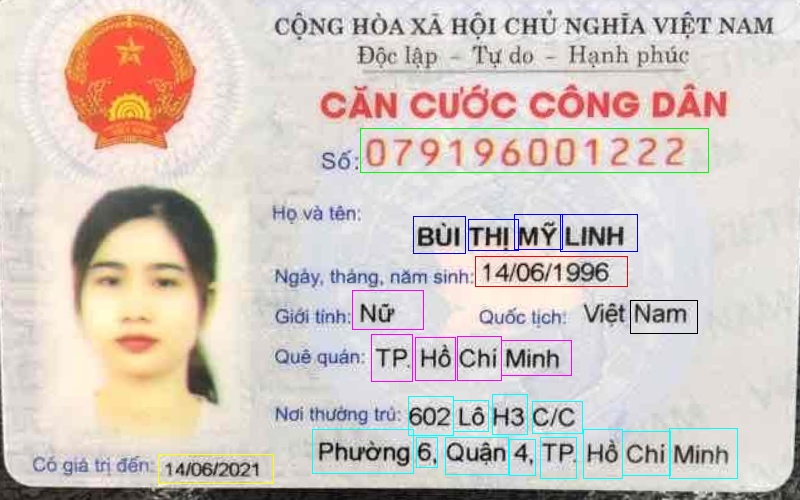 CỘNG HÒA XÃ HỘI CHỦ NGHĨA VIỆT NAM
Độc lập - Tự do - Hạnh phúc
CĂN CƯỚC CÔNG DÂN
Số: 079196001222
Họ và tên:
BÙI THỊ MỸ LINH
Ngày, tháng, năm sinh: 14/06/1996
Giới tính: Nữ Quốc tịch: Việt Nam
Quê quán: TP. Hồ Chí Minh
Nơi thường trú: 602 Lô H3 C/C
Phường 6, Quận 4, TP. Hồ Chí Minh
Có giá trị đến: 14/06/2021